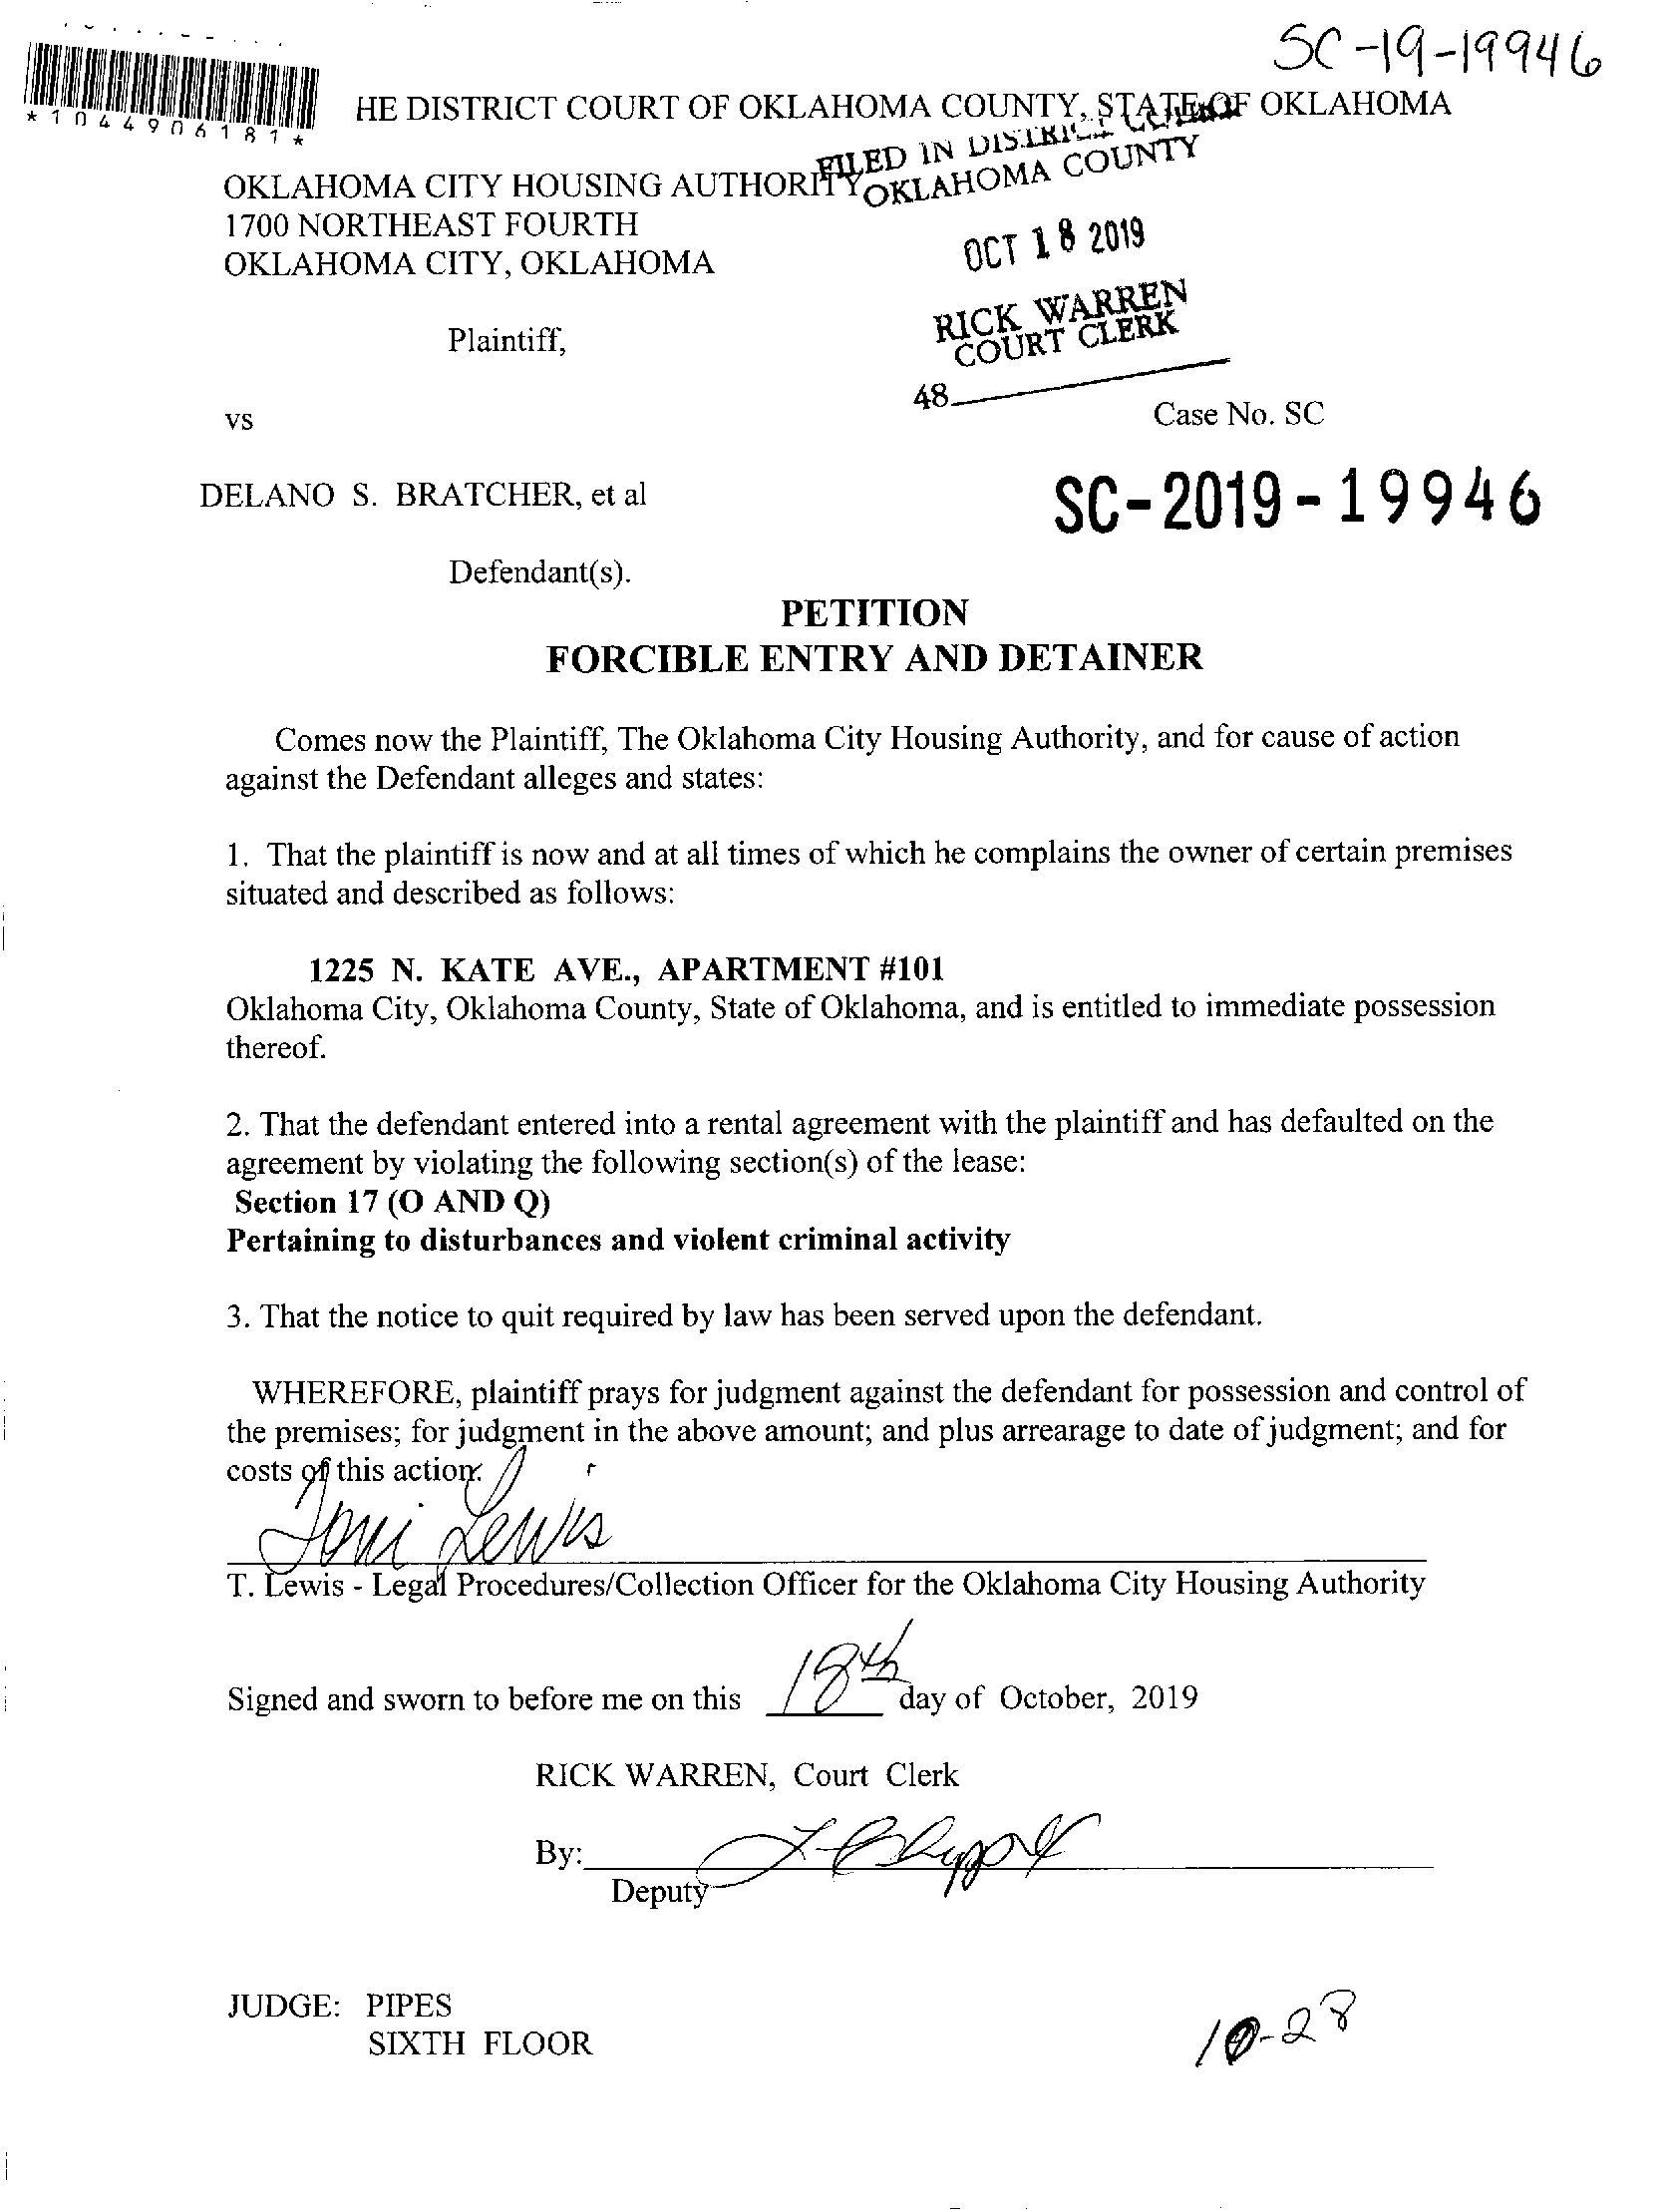 SC-19-19946
*1044906181*
HE DISTRICT COURT OF OKLAHOMA COUNTY, STATE OF OKLAHOMA
FILED IN DISTRICT COURT
OKLAHOMA COUNTY
OKLAHOMA CITY HOUSING AUTHORITY
1700 NORTHEAST FOURTH
OKLAHOMA CITY, OKLAHOMA
OCT 18 2019
RICK WARREN
COURT CLERK
Plaintiff,
48
vs
Case No. SC
DELANO S. BRATCHER, et al
SC-2019-19946
Defendant(s).
PETITION
FORCIBLE ENTRY AND DETAINER
Comes now the Plaintiff, The Oklahoma City Housing Authority, and for cause of action
against the Defendant alleges and states:
1. That the plaintiff is now and at all times of which he complains the owner of certain premises
situated and described as follows:
1225 N. KATE AVE., APARTMENT #101
Oklahoma City, Oklahoma County, State of Oklahoma, and is entitled to immediate possession
thereof.
2. That the defendant entered into a rental agreement with the plaintiff and has defaulted on the
agreement by violating the following section(s) of the lease:
Section 17 (O AND Q)
Pertaining to disturbances and violent criminal activity
3. That the notice to quit required by law has been served upon the defendant.
WHEREFORE, plaintiff prays for judgment against the defendant for possession and control of
the premises; for judgment in the above amount; and plus arrearage to date of judgment; and for
costs of this action.
Toni Lewis
T. Lewis - Legal Procedures/Collection Officer for the Oklahoma City Housing Authority
Signed and sworn to before me on this 18th day of October, 2019
RICK WARREN, Court Clerk
By:
Deputy
JUDGE: PIPES
SIXTH FLOOR
10-28